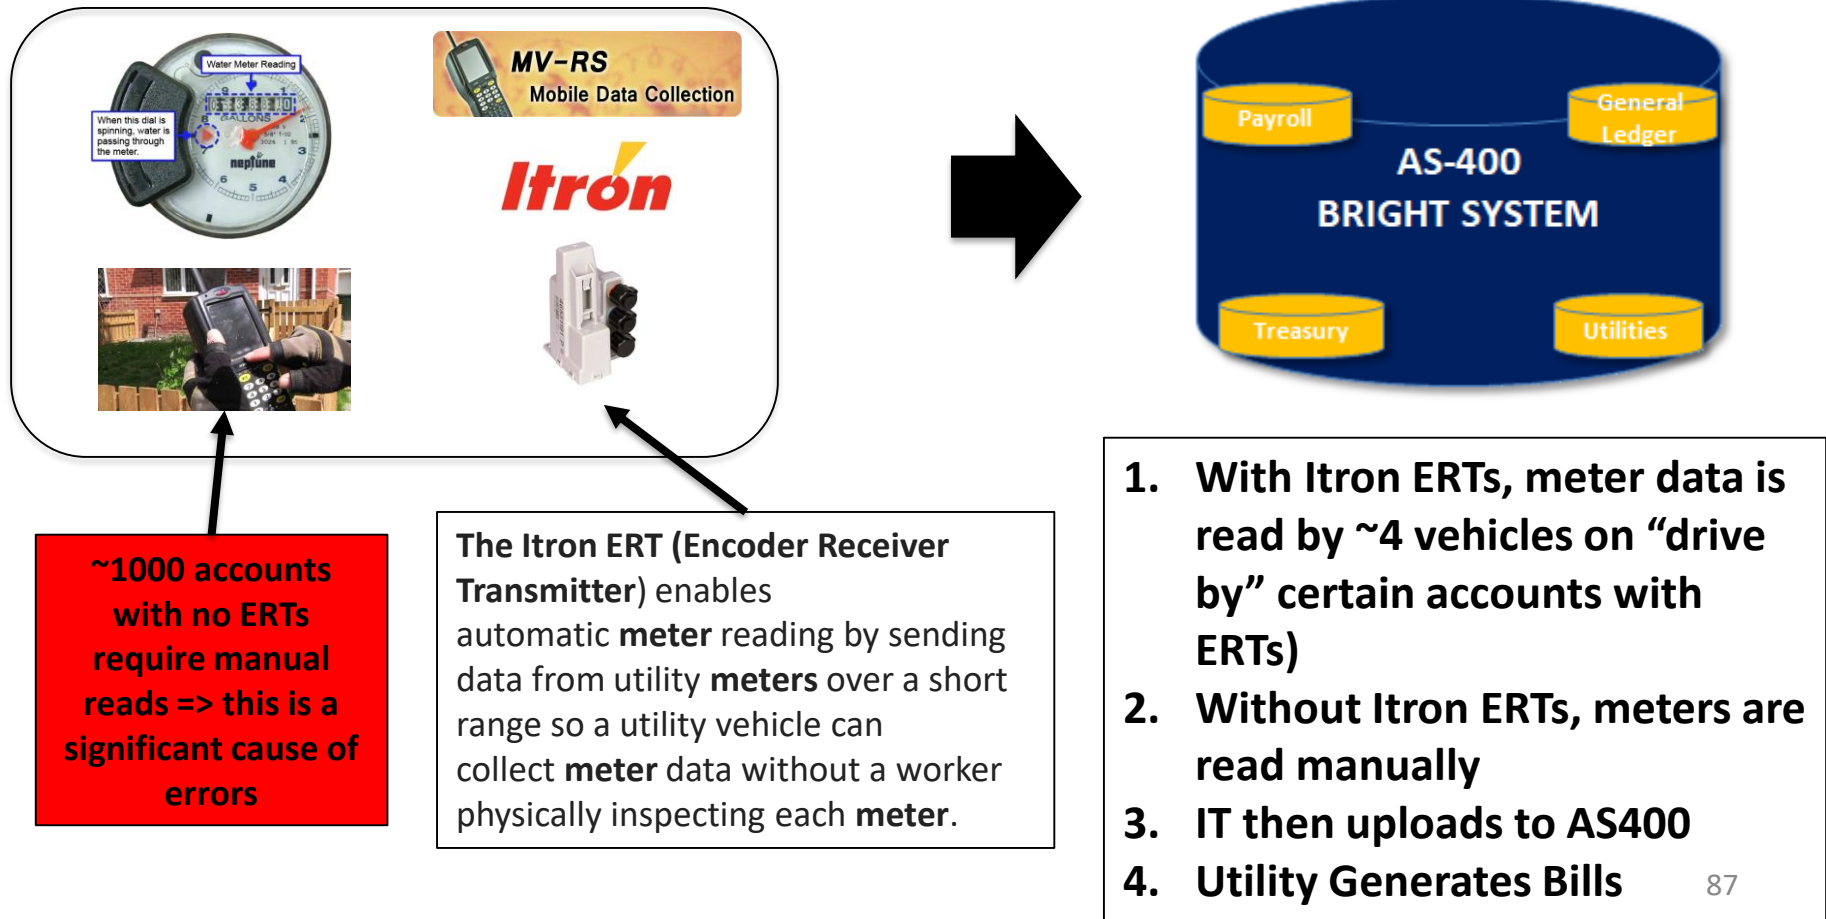 Water Meter Reading
When this dial is
spinning, water is
passing through
the meter.
GALLONS
neptune
MV-RS
Mobile Data Collection
Itron
Payroll
General
Ledger
AS-400
BRIGHT SYSTEM
Treasury
Utilities
~1000 accounts
with no ERTs
require manual
reads => this is a
significant cause of
errors
The Itron ERT (Encoder Receiver
Transmitter) enables
automatic meter reading by sending
data from utility meters over a short
range so a utility vehicle can
collect meter data without a worker
physically inspecting each meter.
1. With Itron ERTs, meter data is
read by ~4 vehicles on “drive
by” certain accounts with
ERTs)
2. Without Itron ERTs, meters are
read manually
3. IT then uploads to AS400
4. Utility Generates Bills
87